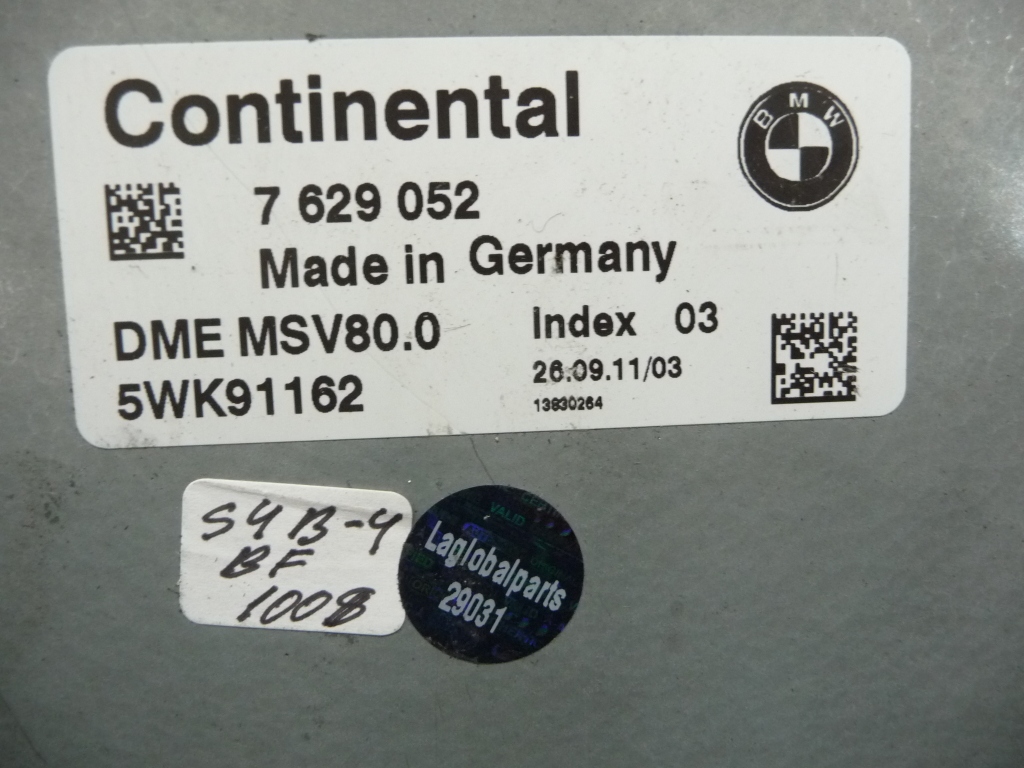 Continental
BMW
7 629 052
Made in Germany
DME MSV80.0
Index 03
5WK91162
26.09.11/03
13830264
S4B-4
BF
1008
VALID
Laglobalparts
29031